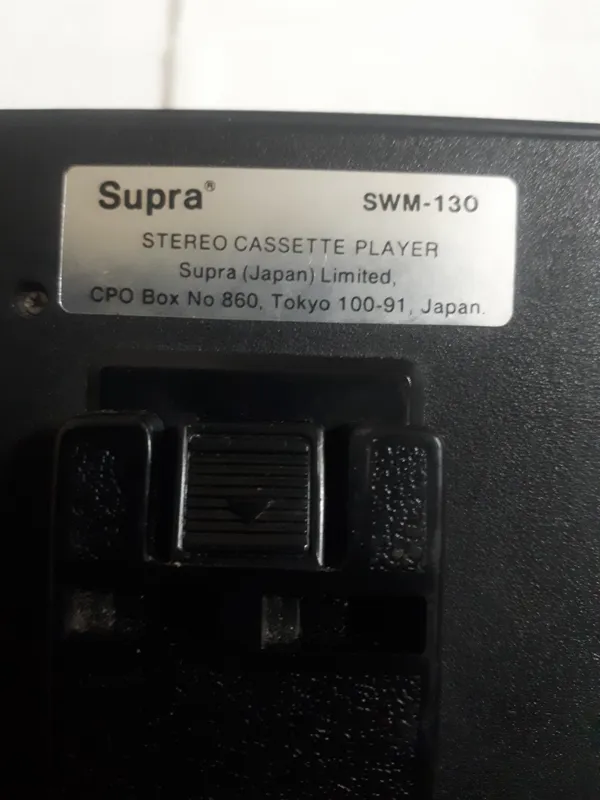 Supra® SWM-130
STEREO CASSETTE PLAYER
Supra (Japan) Limited,
CPO Box No 860, Tokyo 100-91, Japan.